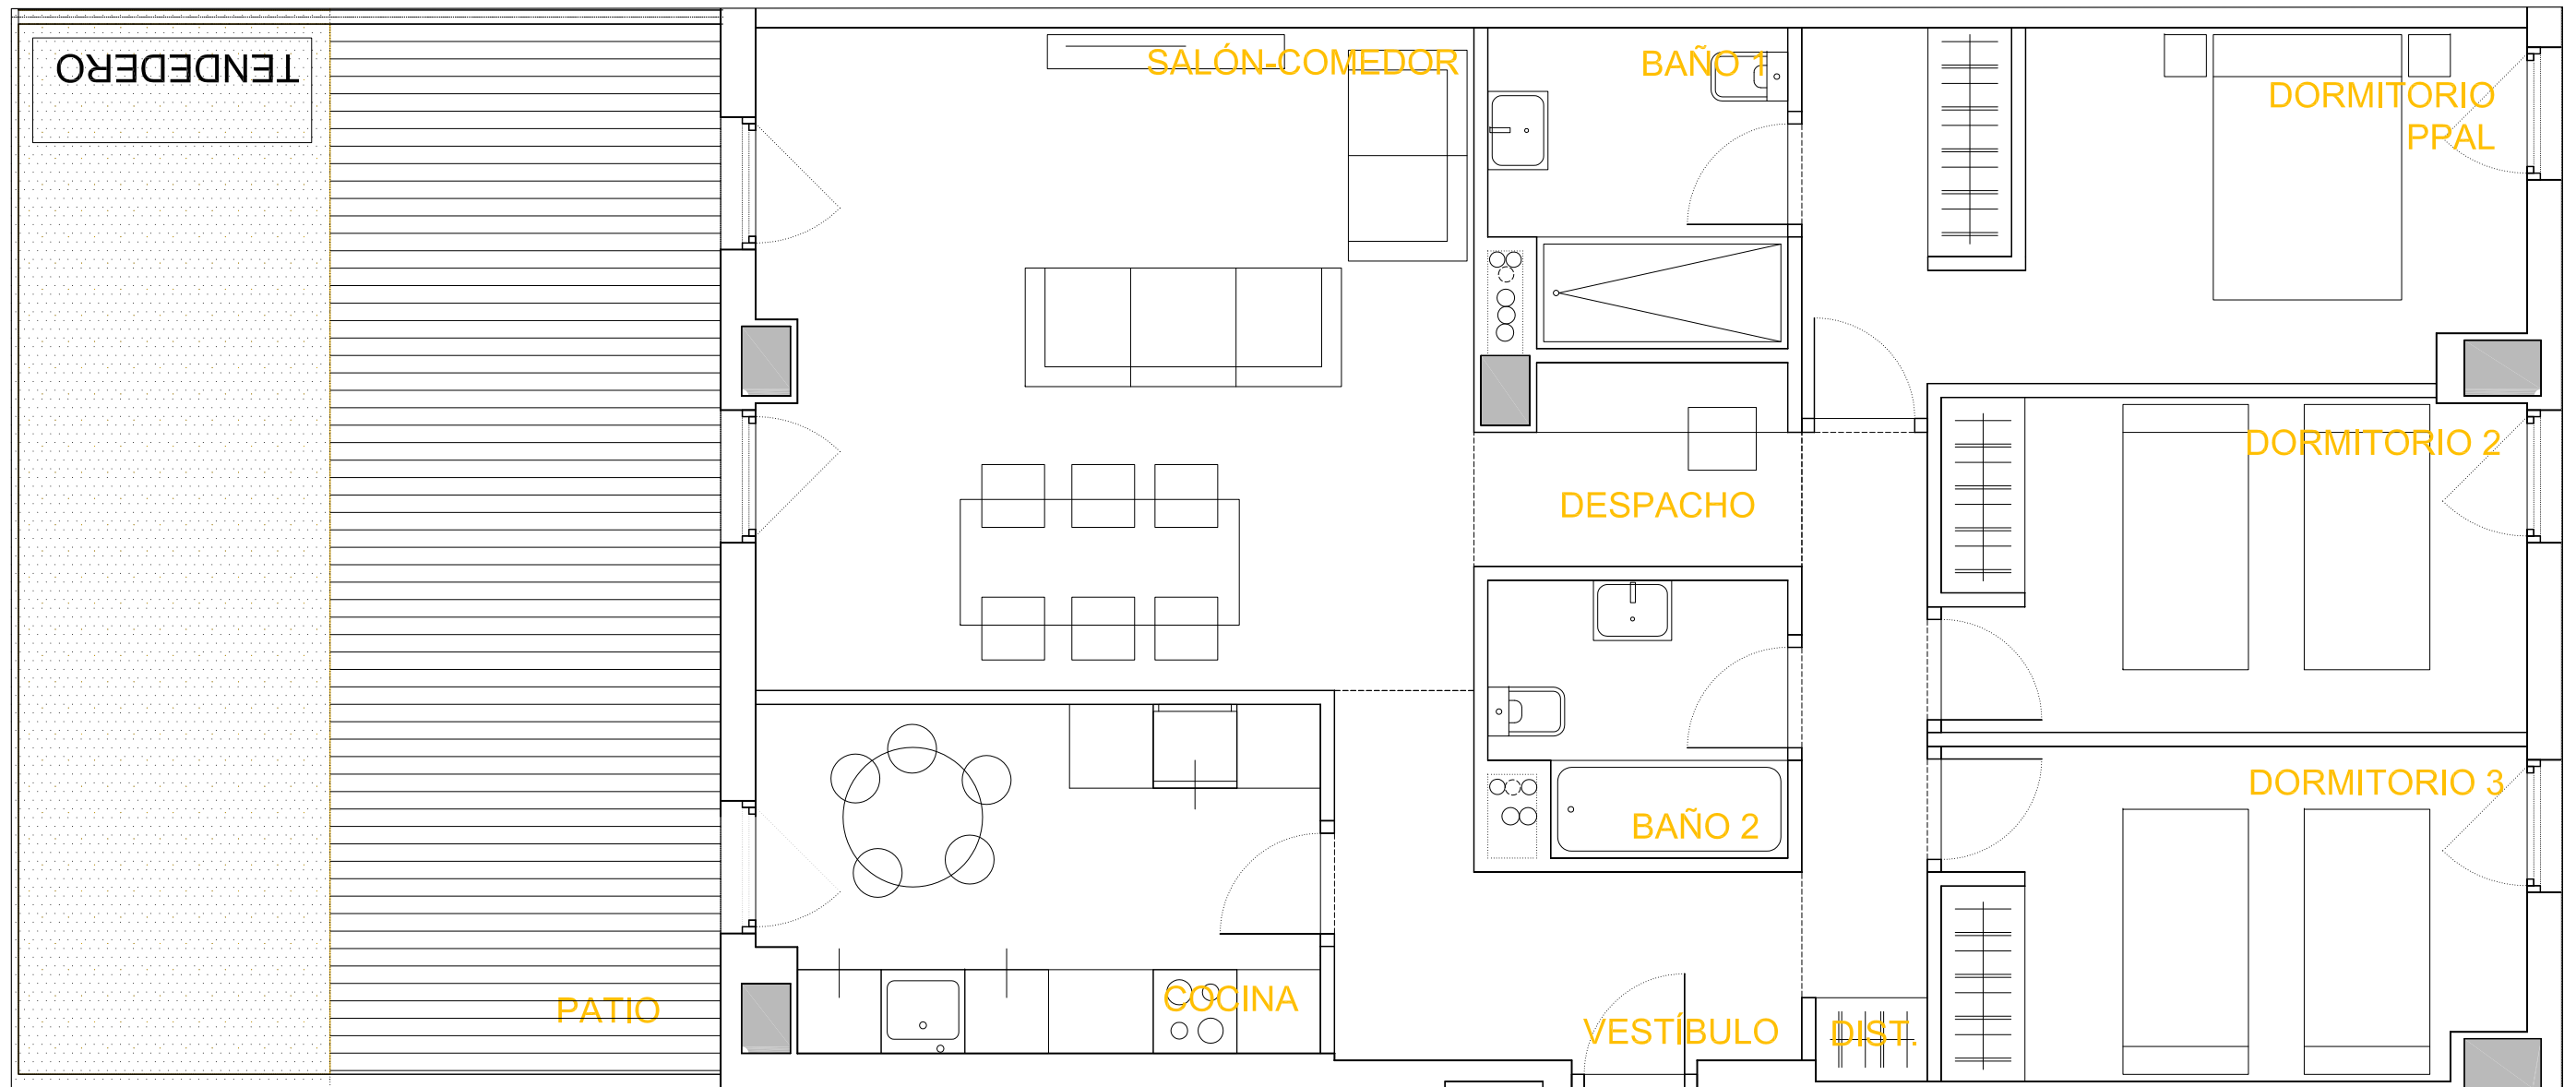 TENDEDERO
SALÓN-COMEDOR
BAÑO 1
DORMITORIO
PPAL
DORMITORIO 2
DESPACHO
DORMITORIO 3
BAÑO 2
PATIO
COCINA
VESTÍBULO
DIST.